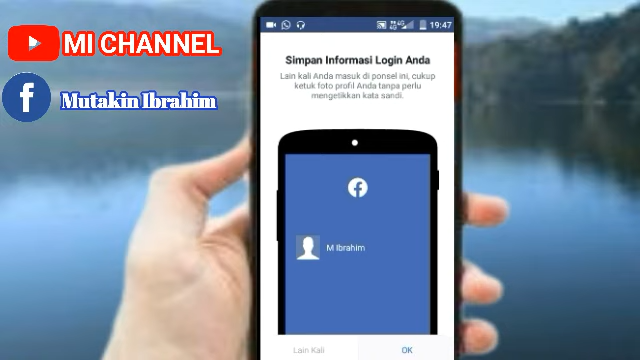 MI CHANNEL
Mutakin Ibrahim
19:47
Simpan Informasi Login Anda
Lain kali Anda masuk di ponsel ini, cukup
ketuk foto profil Anda tanpa perlu
mengetikkan kata sandi.
M Ibrahim
Lain Kali
OK